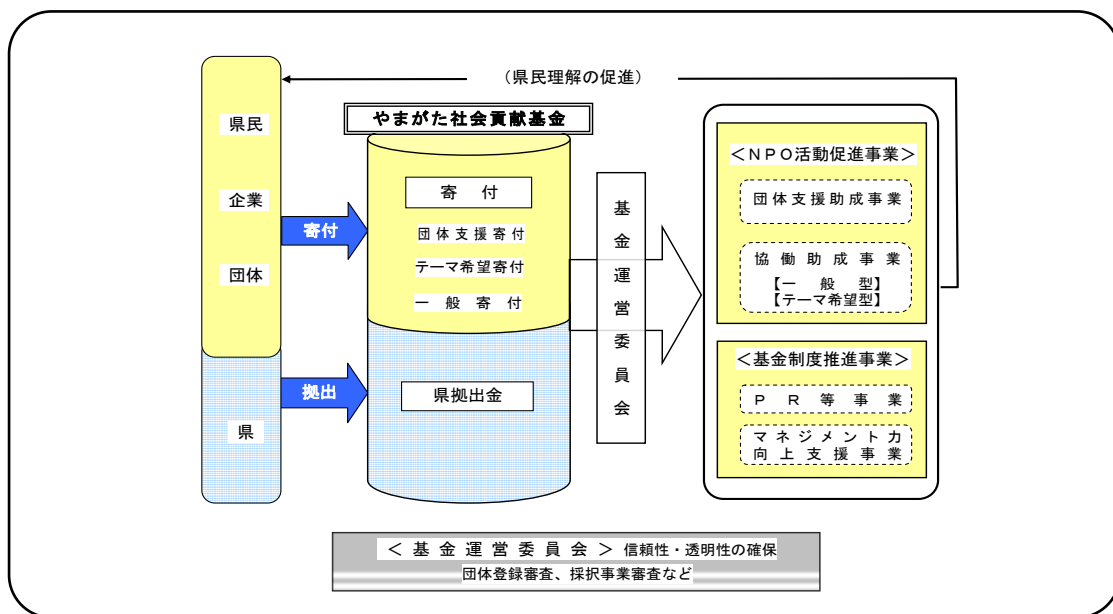 （県民理解の促進）
県民
企業
団体
県
寄付
拠出
やまがた社会貢献基金
寄　付
団体支援寄付
テーマ希望寄付
一般寄付
県拠出金
基金運営委員会
＜ＮＰＯ活動促進事業＞
団体支援助成事業
協働助成事業
【一般型】
【テーマ希望型】
＜基金制度推進事業＞
ＰＲ等事業
マネジメント力
向上支援事業
＜基金運営委員会＞信頼性・透明性の確保
団体登録審査、採択事業審査など